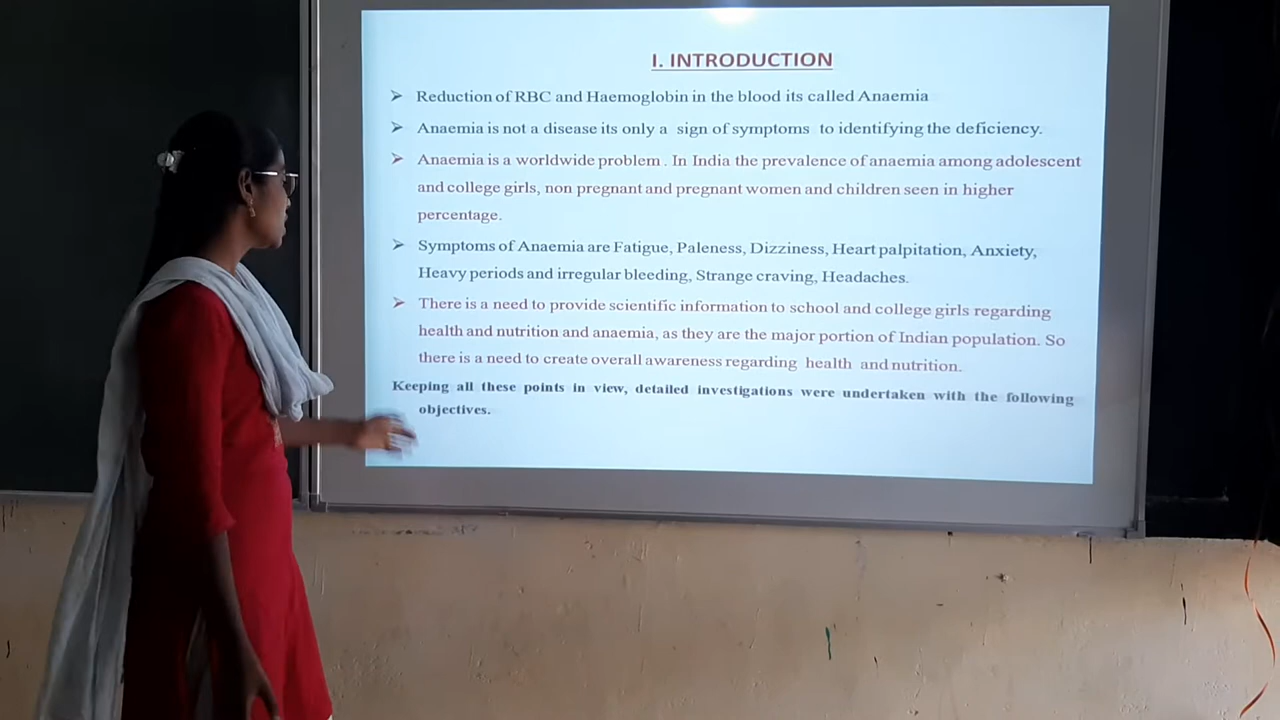 I. INTRODUCTION
➢ Reduction of RBC and Haemoglobin in the blood its called Anaemia
➢ Anaemia is not a disease its only a sign of symptoms to identifying the deficiency.
➢ Anaemia is a worldwide problem . In India the prevalence of anaemia among adolescent
and college girls, non pregnant and pregnant women and children seen in higher
percentage.
➢ Symptoms of Anaemia are Fatigue, Paleness, Dizziness, Heart palpitation, Anxiety,
Heavy periods and irregular bleeding, Strange craving, Headaches.
➢ There is a need to provide scientific information to school and college girls regarding
health and nutrition and anaemia, as they are the major portion of Indian population. So
there is a need to create overall awareness regarding health and nutrition.
Keeping all these points in view, detailed investigations were undertaken with the following
objectives.